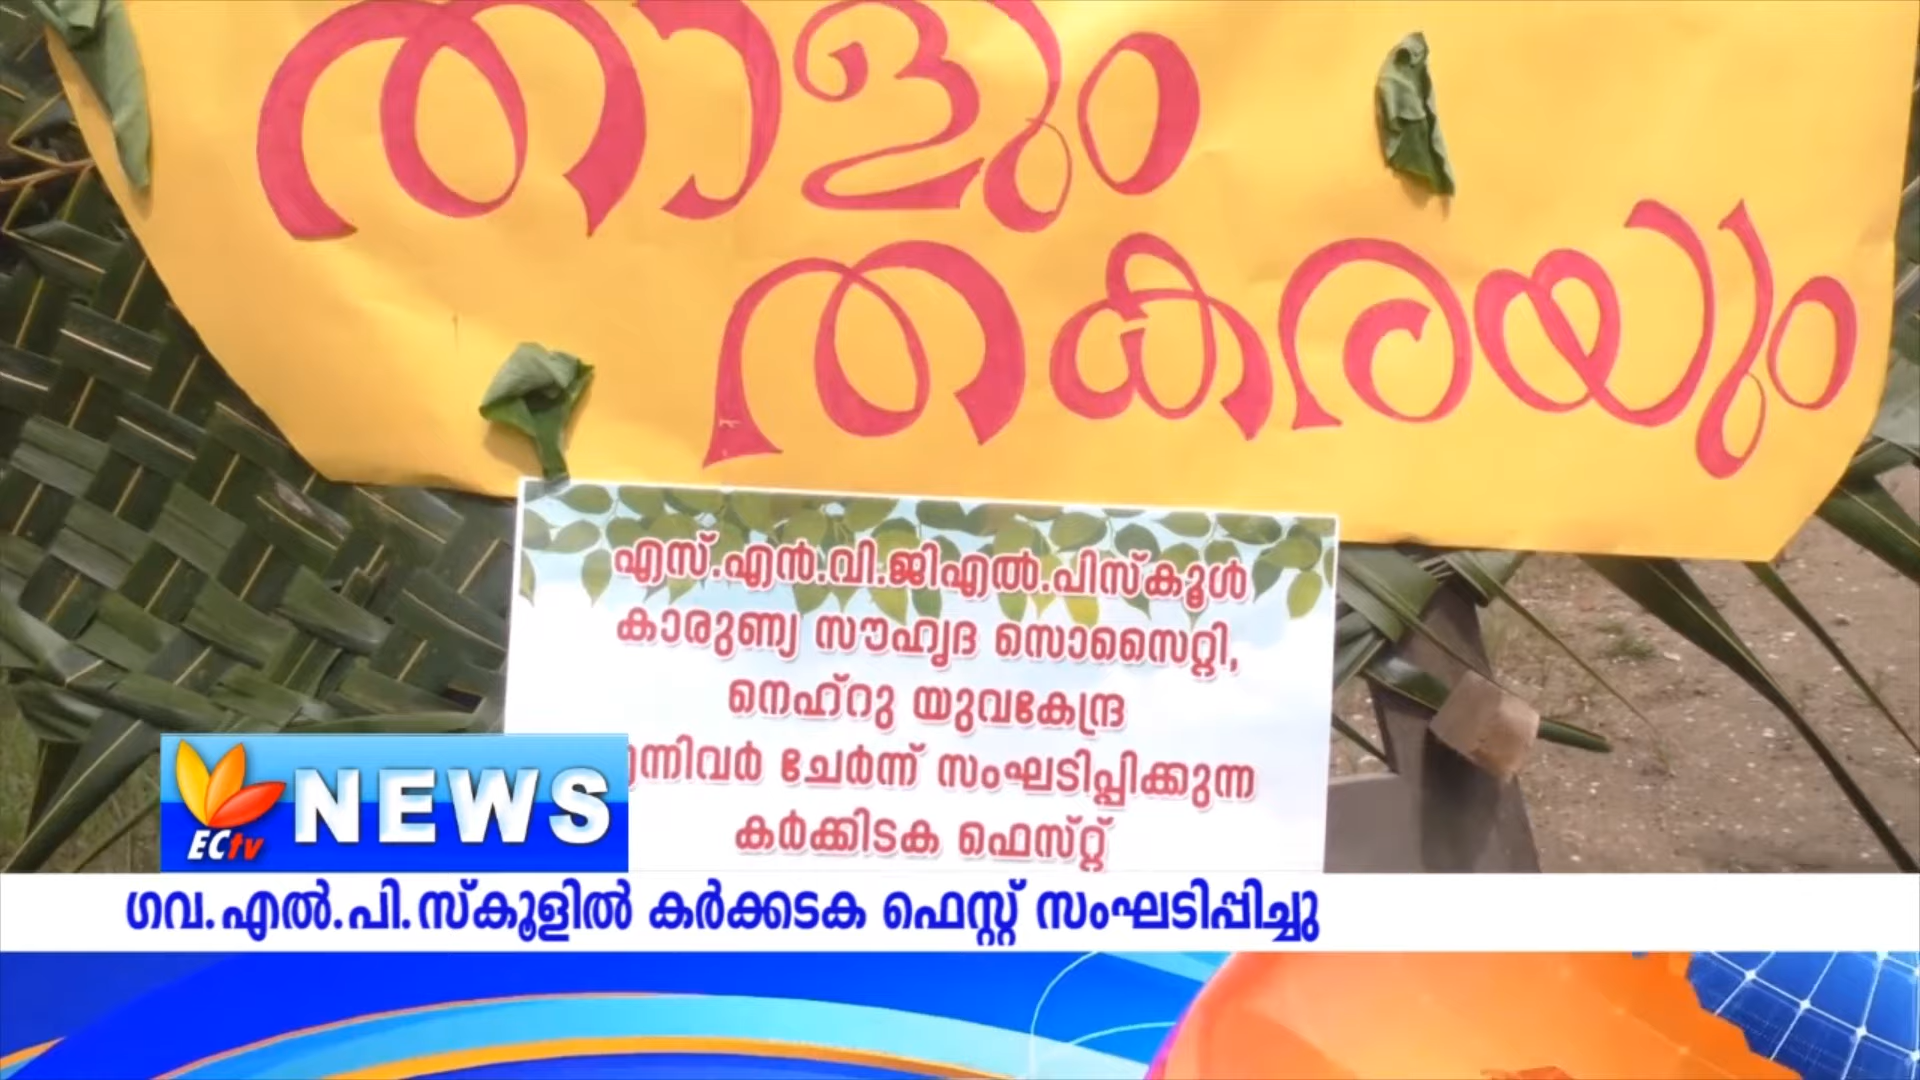 താളും
തകരയും
എസ്.എൻ.വി.ജിഎൽ.പിസ്കൂൾ
കാരുണ്യ സൗഹൃദ സൊസൈറ്റി,
നെഹ്റു യുവകേന്ദ്ര
ചേർന്ന് സംഘടിപ്പിക്കുന്ന
കർക്കിടക ഫെസ്റ്റ്
ECtv NEWS
ഗവ.എൽ.പി.സ്കൂളിൽ കർക്കടക ഫെസ്റ്റ് സംഘടിപ്പിച്ചു